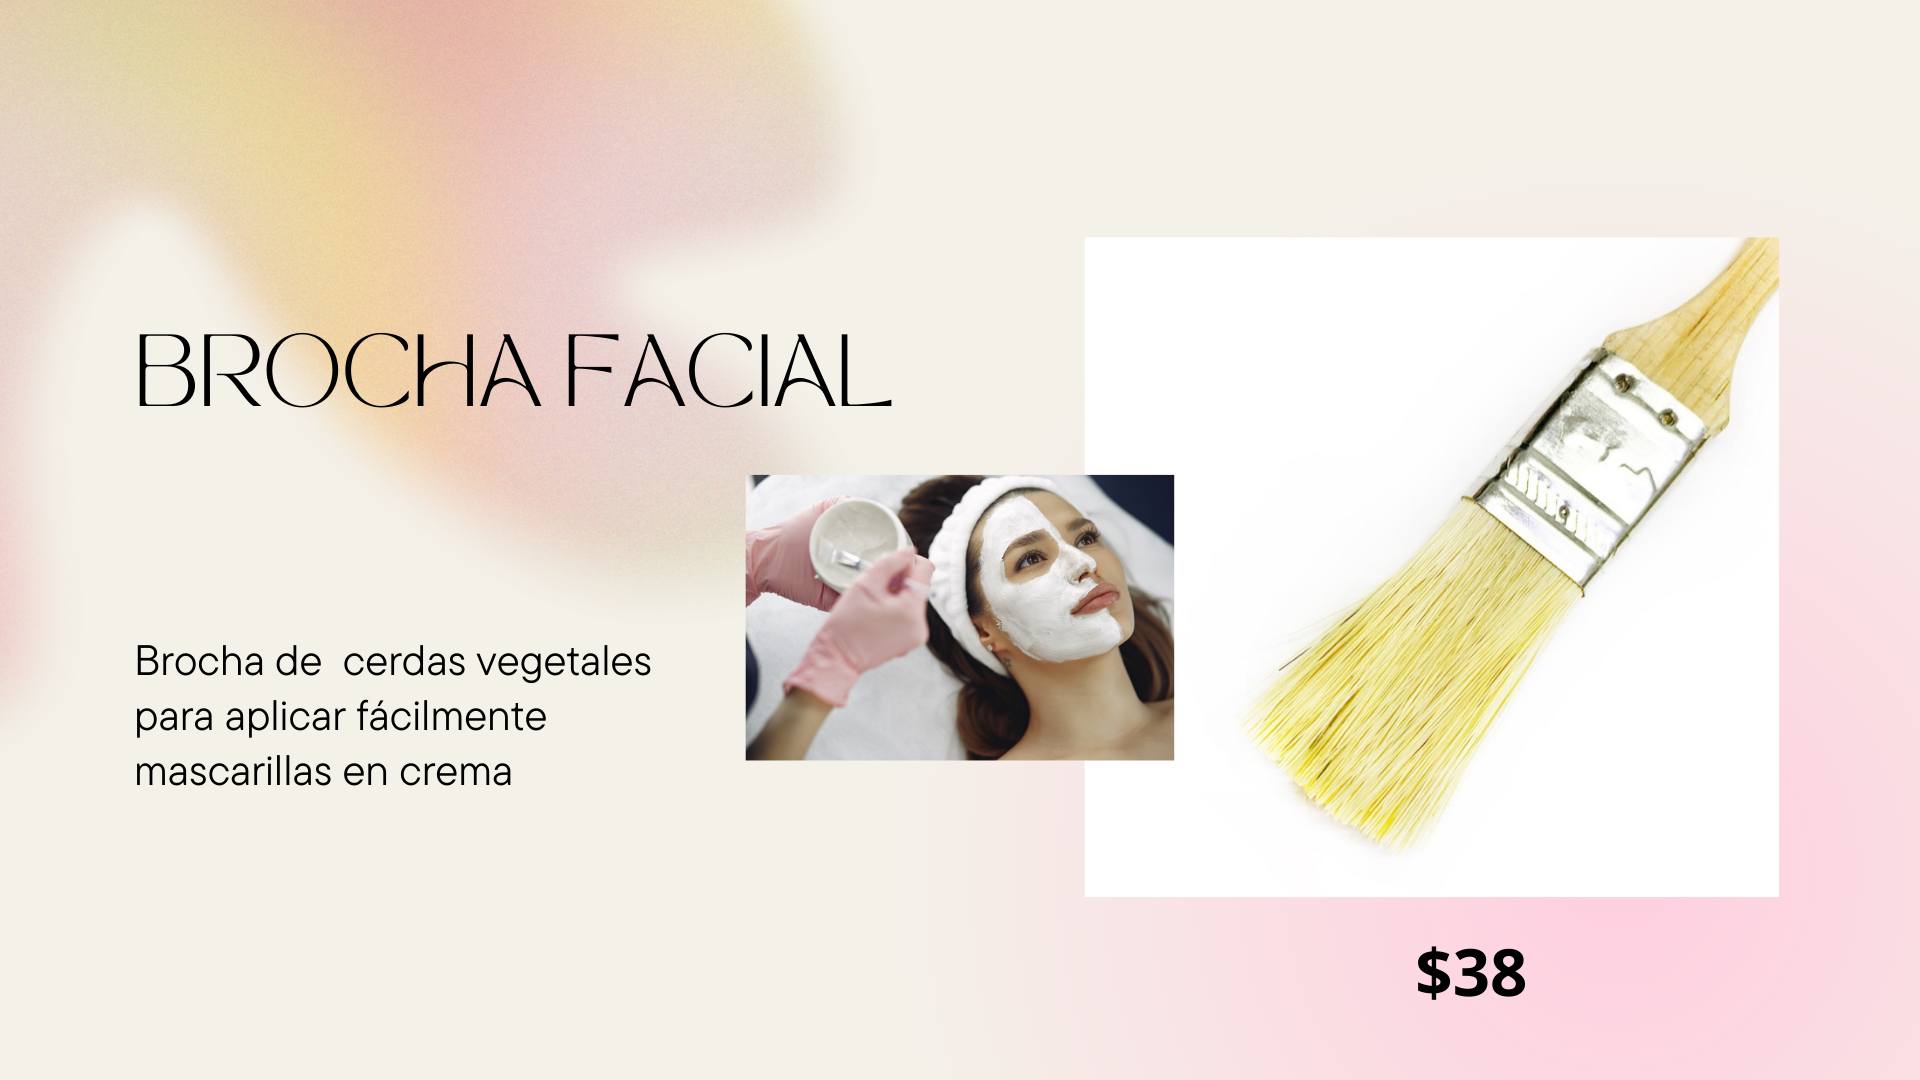 BROCHA FACIAL
Brocha de  cerdas vegetales
para aplicar fácilmente
mascarillas en crema
$38